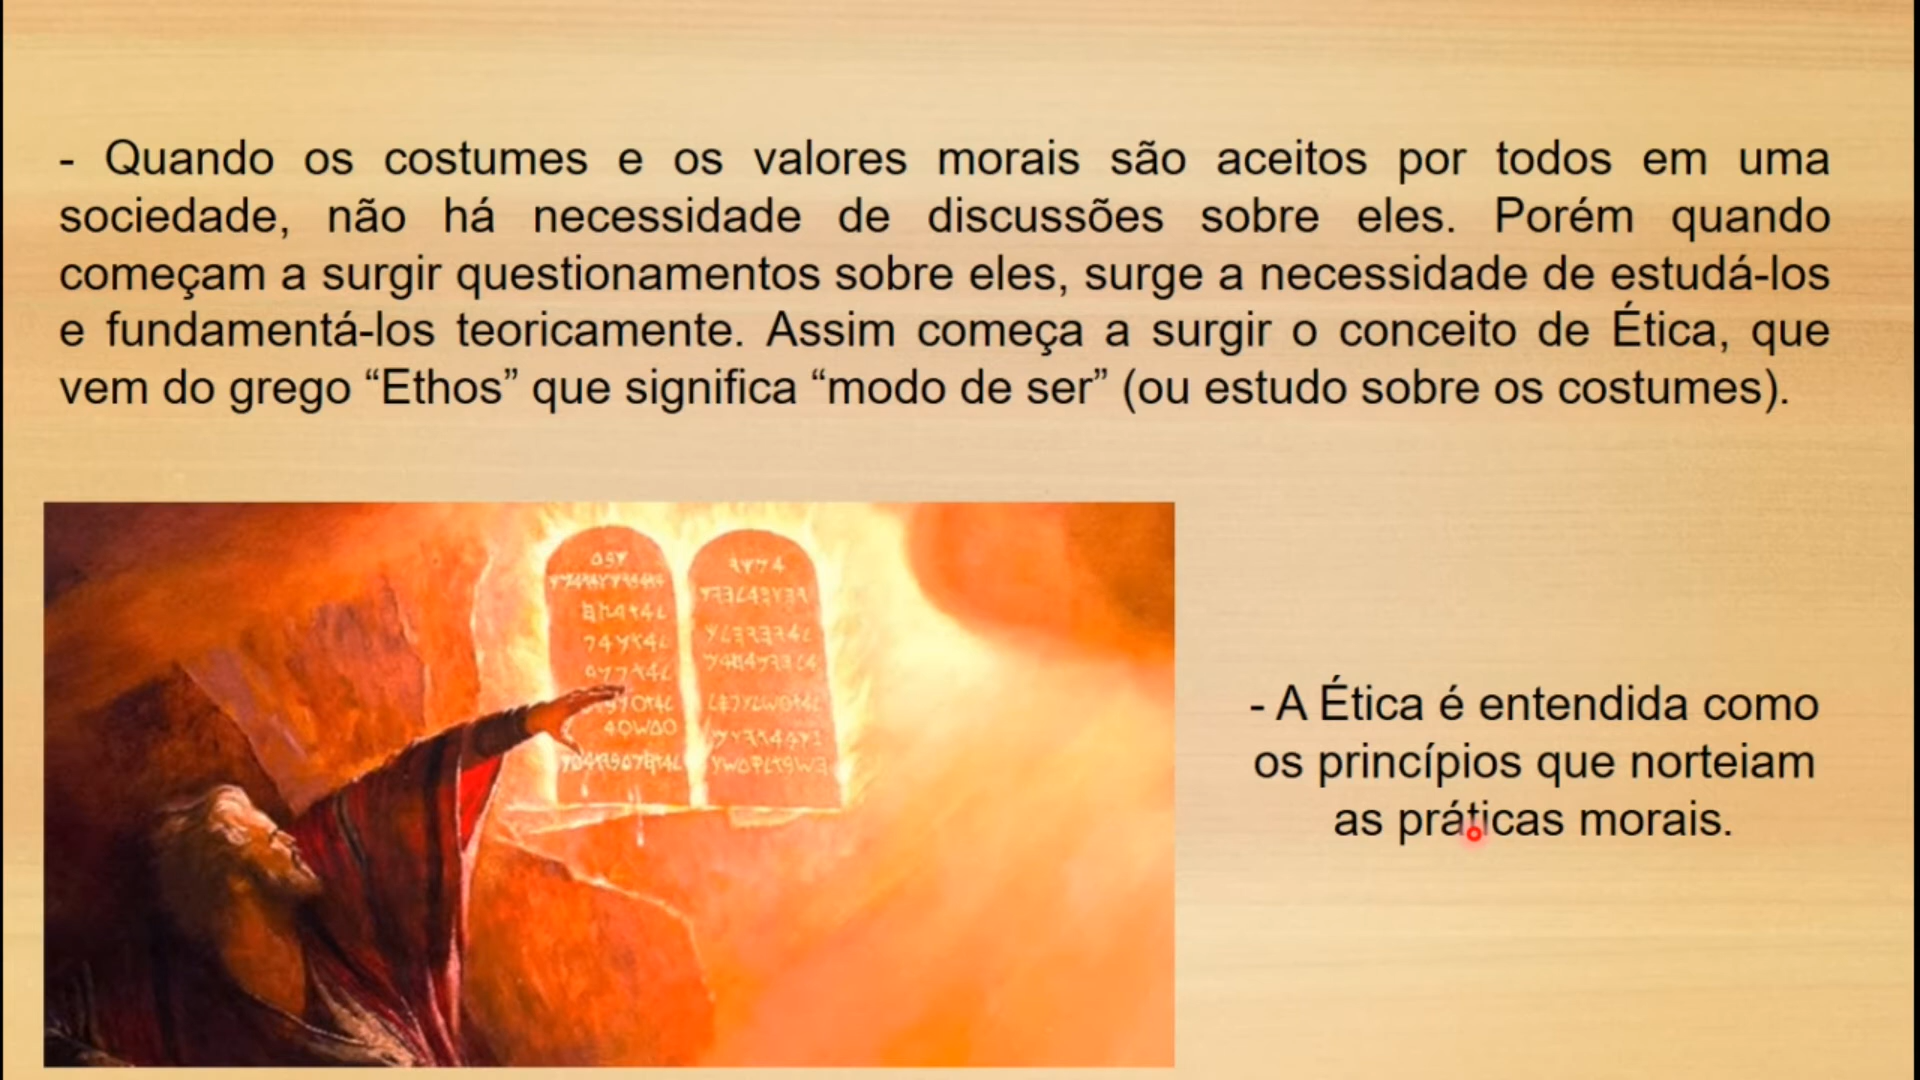 - Quando os costumes e os valores morais são aceitos por todos em uma
sociedade, não há necessidade de discussões sobre eles. Porém quando
começam a surgir questionamentos sobre eles, surge a necessidade de estudá-los
e fundamentá-los teoricamente. Assim começa a surgir o conceito de Ética, que
vem do grego “Ethos” que significa “modo de ser” (ou estudo sobre os costumes).
- A Ética é entendida como
os princípios que norteiam
as práticas morais.